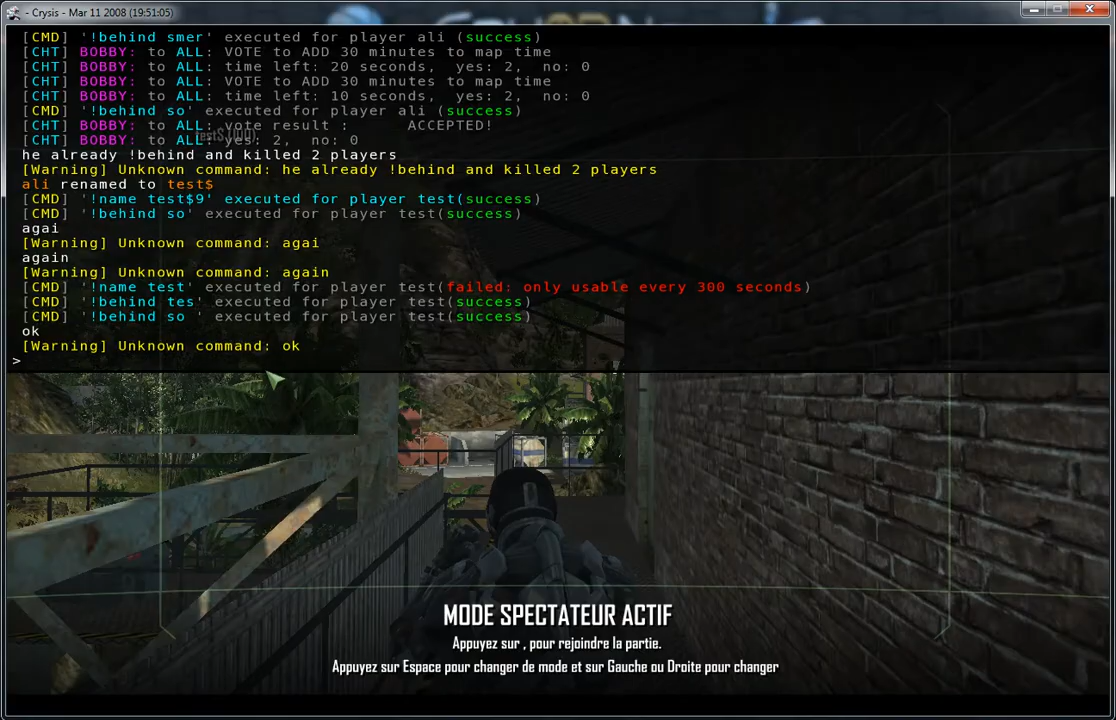 - Crysis - Mar 11 2008 (19:51:05)
[CMD] '!behind smer' executed for player ali (success)
[CHT] BOBBY: to ALL: VOTE to ADD 30 minutes to map time
[CHT] BOBBY: to ALL: time left: 20 seconds, yes: 2, no: 0
[CHT] BOBBY: to ALL: VOTE to ADD 30 minutes to map time
[CHT] BOBBY: to ALL: time left: 10 seconds, yes: 2, no: 0
[CMD] '!behind so' executed for player ali (success)
[CHT] BOBBY: to ALL: vote result : ACCEPTED!
[CHT] BOBBY: to ALL: yes: 2, no: 0
he already !behind and killed 2 players
[Warning] Unknown command: he already !behind and killed 2 players
ali renamed to test$
[CMD] '!name test$9' executed for player test(success)
[CMD] '!behind so' executed for player test(success)
agai
[Warning] Unknown command: agai
again
[Warning] Unknown command: again
[CMD] '!name test' executed for player test(failed: only usable every 300 seconds)
[CMD] '!behind tes' executed for player test(success)
[CMD] '!behind so ' executed for player test(success)
ok
[Warning] Unknown command: ok
>
MODE SPECTATEUR ACTIF
Appuyez sur , pour rejoindre la partie.
Appuyez sur Espace pour changer de mode et sur Gauche ou Droite pour changer